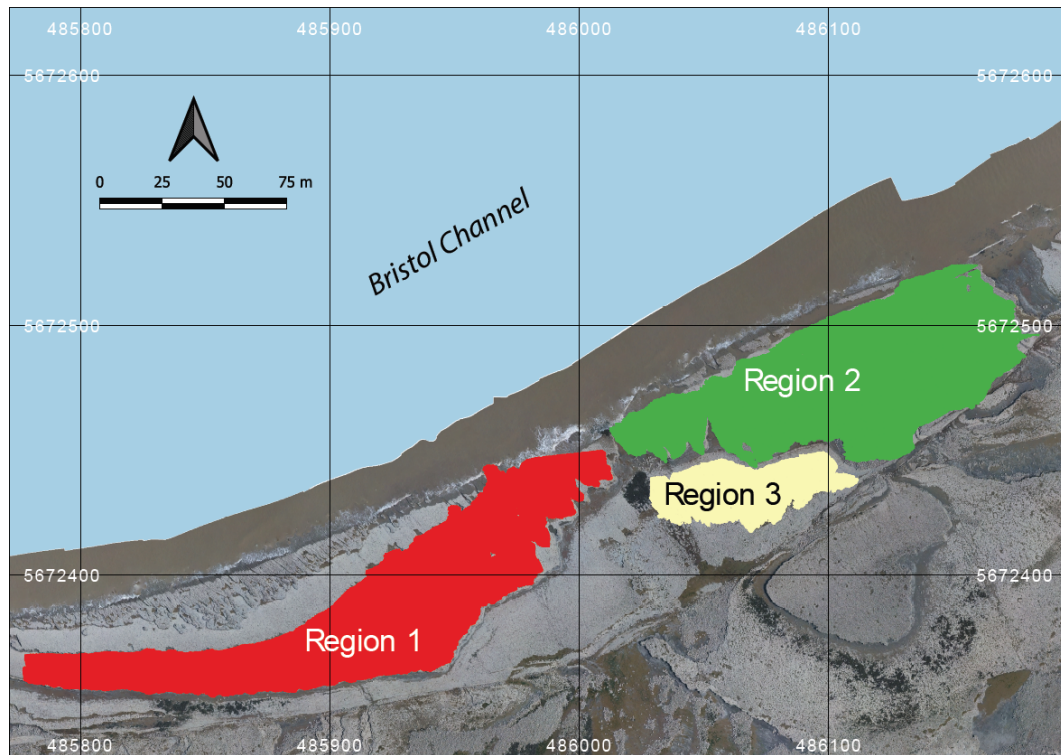 485800 485900 486000 486100
5672600 5672600
0 25 50 75 m
Bristol Channel
5672500 5672500
Region 2
Region 3
5672400 5672400
Region 1
485800 485900 486000 486100